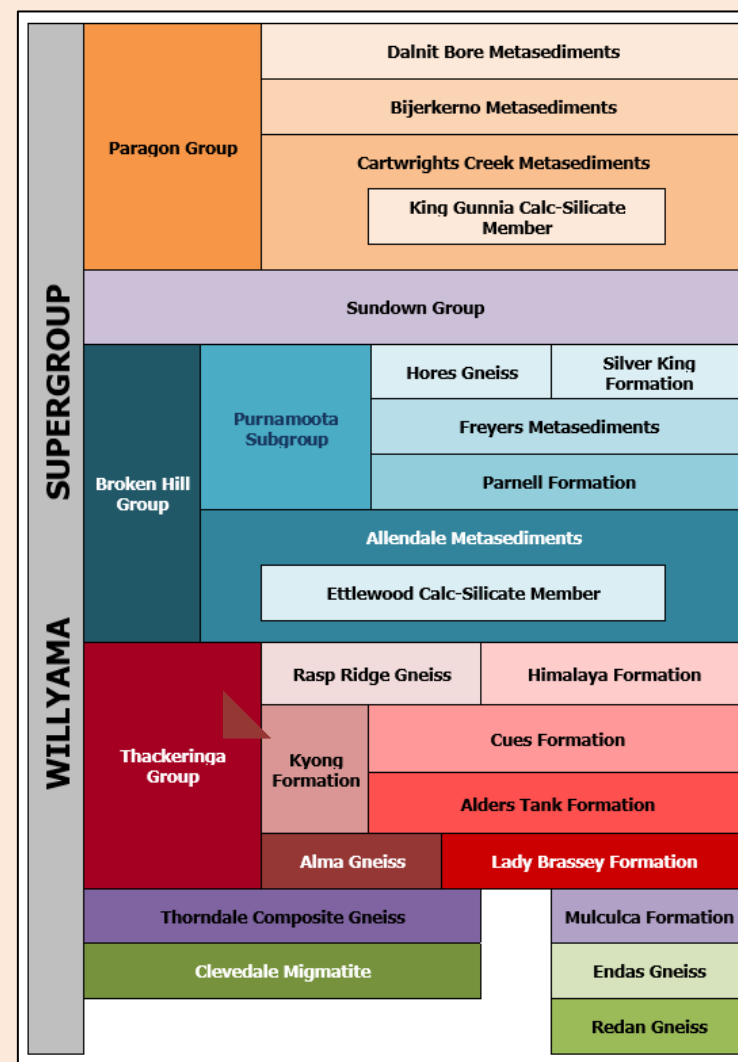 WILLYAMA SUPERGROUP
Paragon Group
Dalnit Bore Metasediments
Bijerkerno Metasediments
Cartwrights Creek Metasediments
King Gunnia Calc-Silicate
Member
Sundown Group
Broken Hill
Group
Purnamoota
Subgroup
Hores Gneiss
Silver King
Formation
Freyers Metasediments
Parnell Formation
Allendale Metasediments
Ettlewood Calc-Silicate Member
Thackeringa
Group
Rasp Ridge Gneiss
Himalaya Formation
Kyong
Formation
Cues Formation
Alders Tank Formation
Alma Gneiss
Lady Brassey Formation
Thorndale Composite Gneiss
Mulculca Formation
Clevedale Migmatite
Endas Gneiss
Redan Gneiss